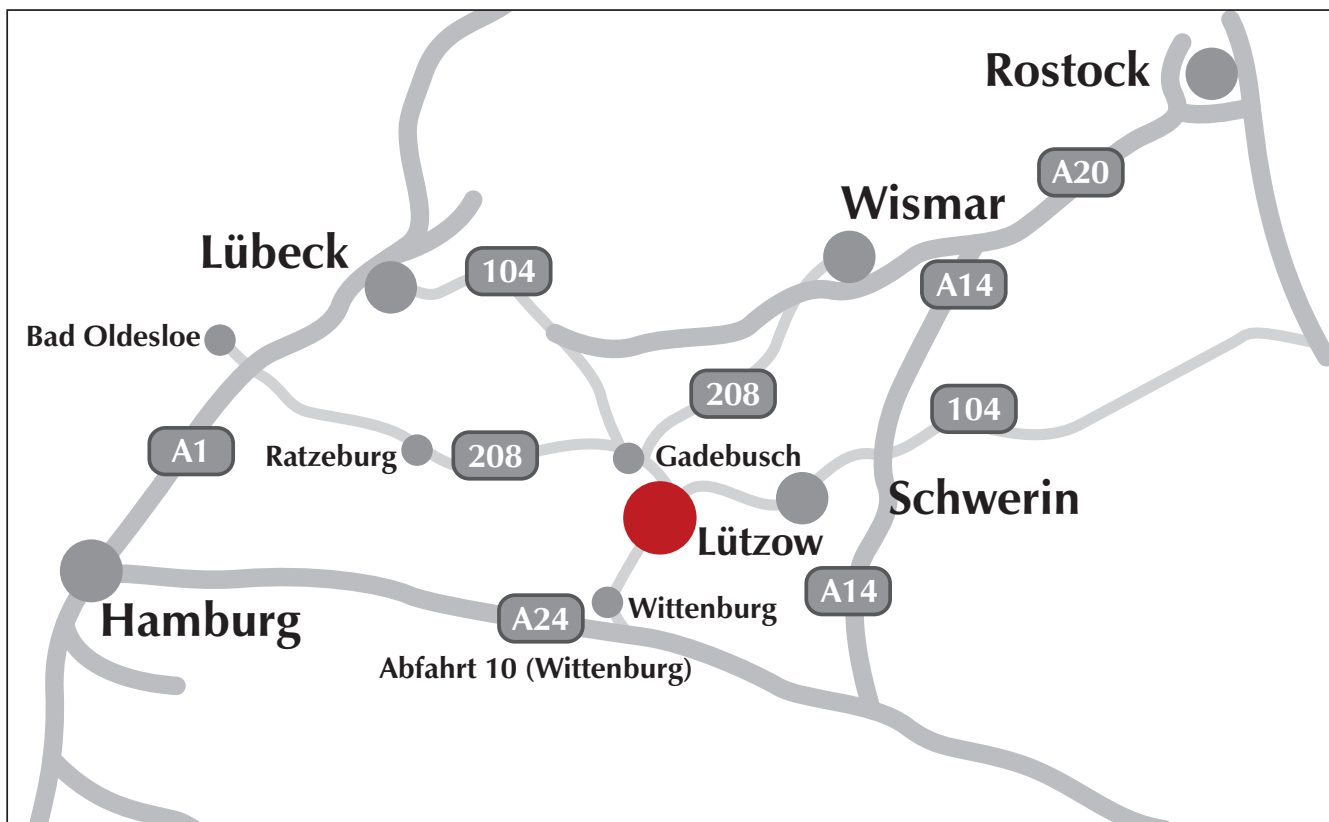 Rostock
A20
Wismar
Lübeck
104
A14
Bad Oldesloe
208
104
A1
Ratzeburg
208
Gadebusch
Schwerin
Lützow
Hamburg
A24
Wittenburg
A14
Abfahrt 10 (Wittenburg)